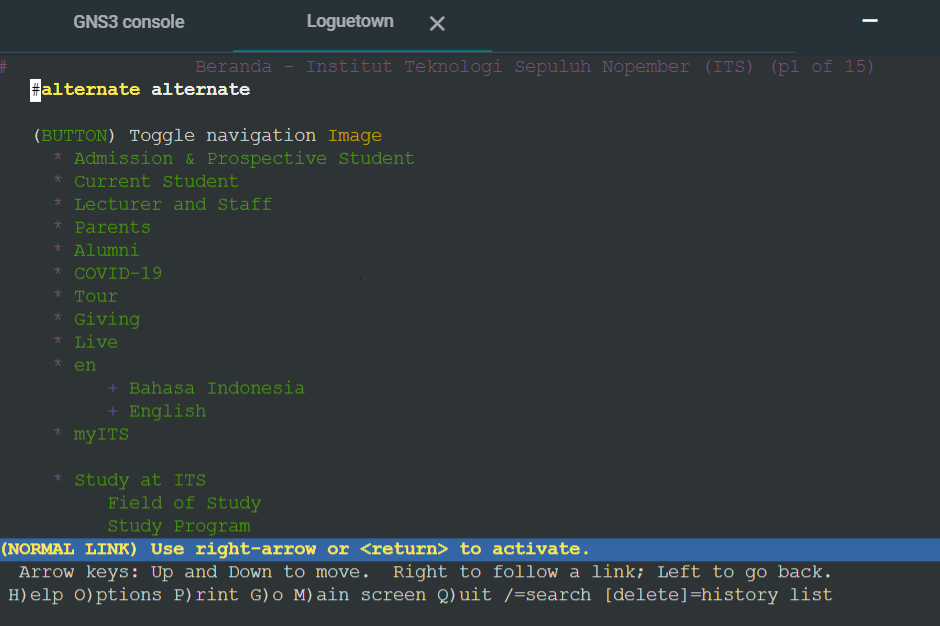 GNS3 console Loguetown
# Beranda - Institut Teknologi Sepuluh Nopember (ITS) (p1 of 15)
#alternate alternate
(BUTTON) Toggle navigation Image
* Admission & Prospective Student
* Current Student
* Lecturer and Staff
* Parents
* Alumni
* COVID-19
* Tour
* Giving
* Live
* en
+ Bahasa Indonesia
+ English
* myITS
* Study at ITS
Field of Study
Study Program
(NORMAL LINK) Use right-arrow or <return> to activate.
Arrow keys: Up and Down to move. Right to follow a link; Left to go back.
H)elp O)ptions P)rint G)o M)ain screen Q)uit /=search [delete]=history list